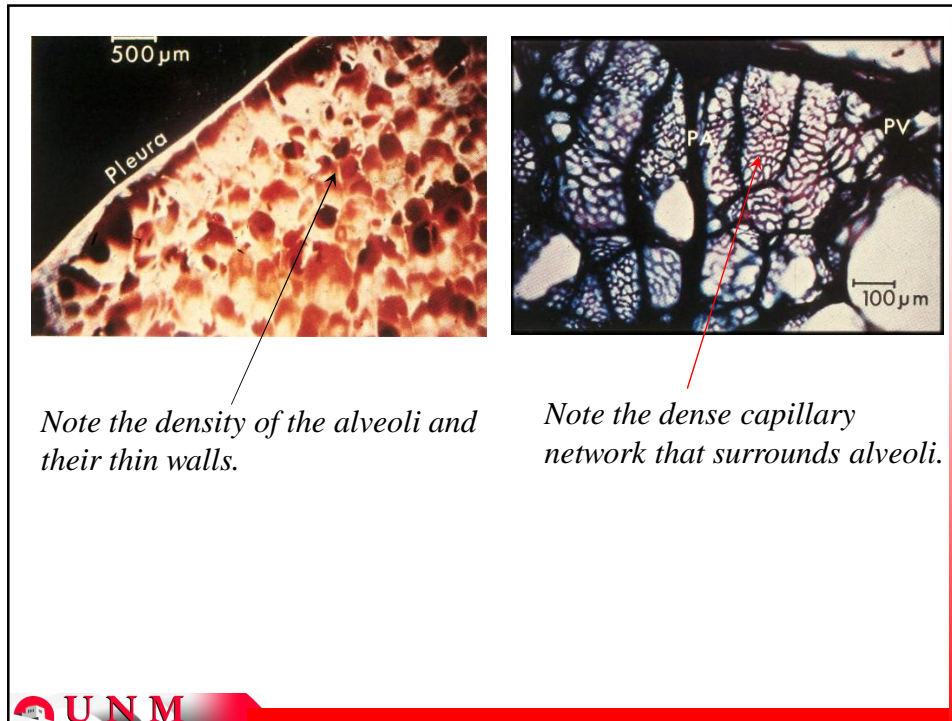 500 µm
Pleura
PA
PV
100 µm
Note the density of the alveoli and
their thin walls.
Note the dense capillary
network that surrounds alveoli.
UNM